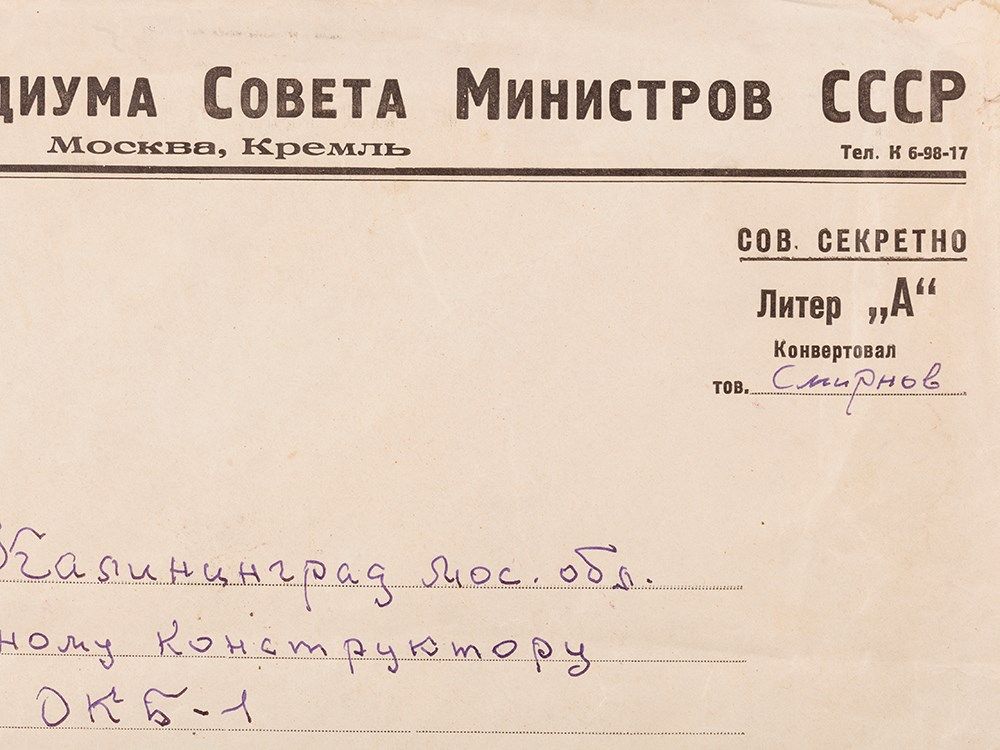 диума Совета Министров СССР
Москва, Кремль
Тел. К 6-98-17
СОВ. СЕКРЕТНО
Литер „А“
Конвертовал
тов. Смирнов
Калининград Мос. обл.
ному конструктору
ОКБ-1